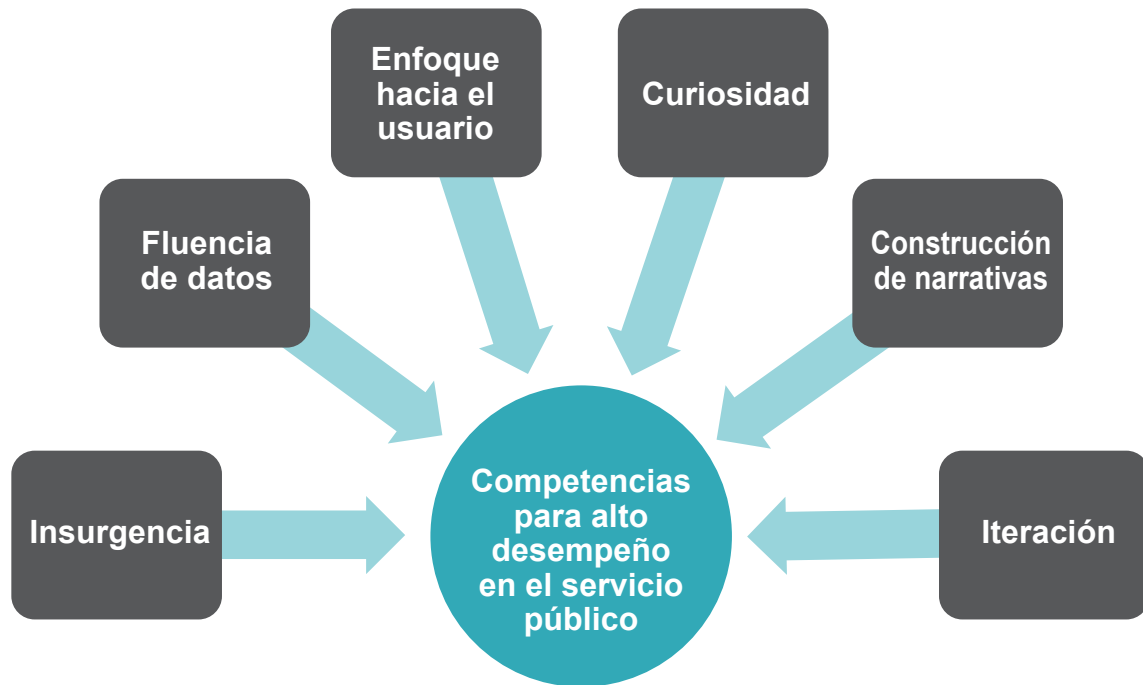 Enfoque
hacia el
usuario
Curiosidad
Fluencia
de datos
Construcción
de narrativas
Insurgencia
Competencias
para alto
desempeño
en el servicio
público
Iteración